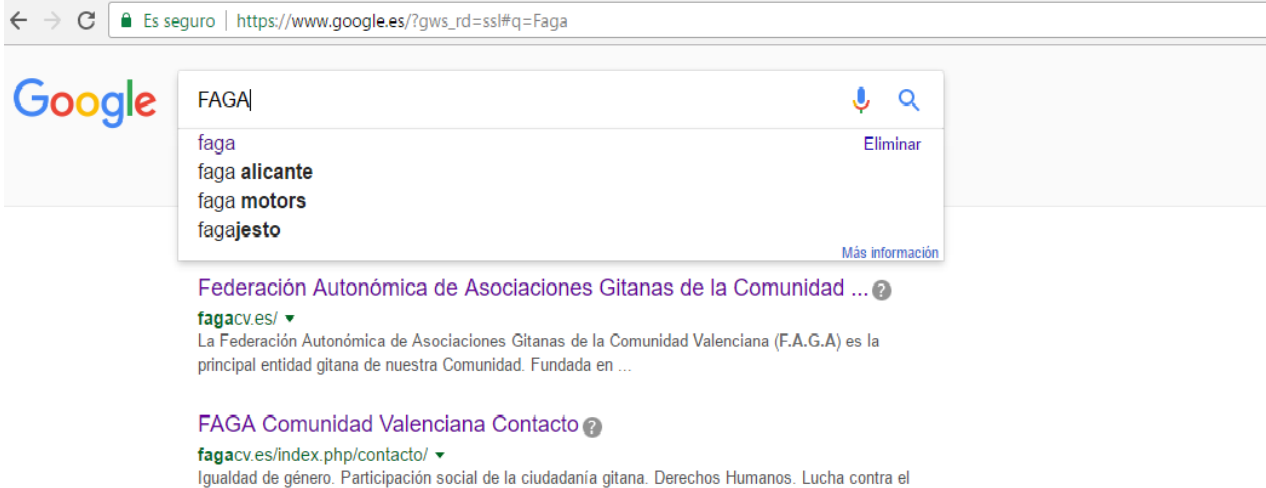 Es seguro | https://www.google.es/?gws_rd=ssl#q=Faga
Google
FAGA
faga
Eliminar
faga alicante
faga motors
fagajesto
Más información
Federación Autonómica de Asociaciones Gitanas de la Comunidad ... ?
fagacv.es/
La Federación Autonómica de Asociaciones Gitanas de la Comunidad Valenciana (F.A.G.A) es la
principal entidad gitana de nuestra Comunidad. Fundada en ...
FAGA Comunidad Valenciana Contacto ?
fagacv.es/index.php/contacto/
Igualdad de género. Participación social de la ciudadanía gitana. Derechos Humanos. Lucha contra el